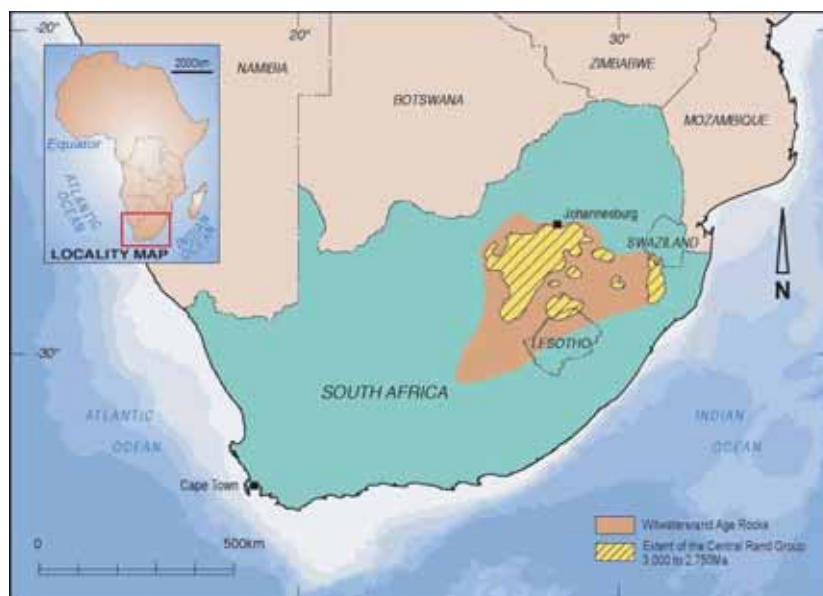 -20°
20°
30°
2000km
NAMIBIA
ZIMBABWE
BOTSWANA
MOZAMBIQUE
Equator
ATLANTIC
OCEAN
INDIAN
OCEAN
LOCALITY MAP
Johannesburg
SWAZILAND
N
-30°
LESOTHO
SOUTH AFRICA
ATLANTIC
OCEAN
INDIAN
OCEAN
Cape Town
0
500km
Witwatersrand Age Rocks
Extent of the Central Rand Group
3,000 to 2,750Ma